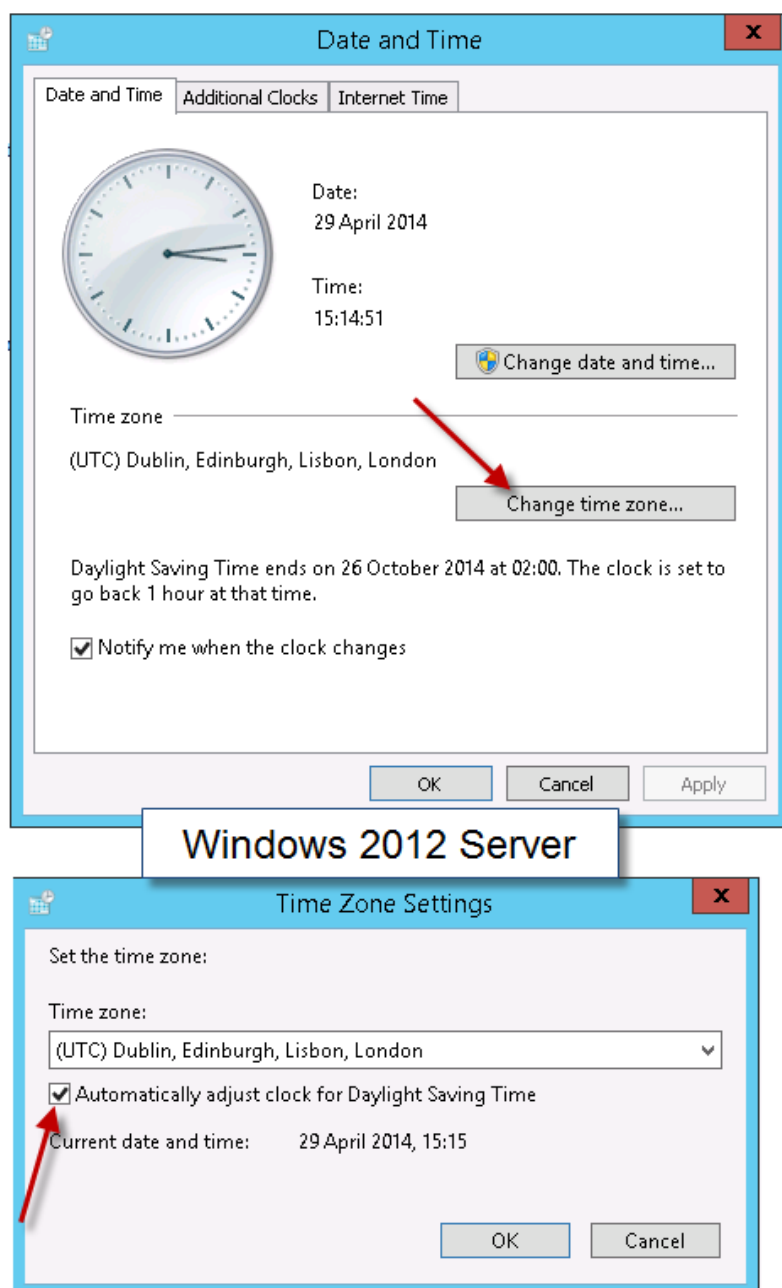 Date and Time
x
Date and Time
Additional Clocks
Internet Time
Date:
29 April 2014
Time:
15:14:51
Change date and time...
Time zone
(UTC) Dublin, Edinburgh, Lisbon, London
Change time zone...
Daylight Saving Time ends on 26 October 2014 at 02:00. The clock is set to
go back 1 hour at that time.
Notify me when the clock changes
OK
Cancel
Apply
Windows 2012 Server
Time Zone Settings
x
Set the time zone:
Time zone:
(UTC) Dublin, Edinburgh, Lisbon, London
Automatically adjust clock for Daylight Saving Time
Current date and time:
29 April 2014, 15:15
OK
Cancel